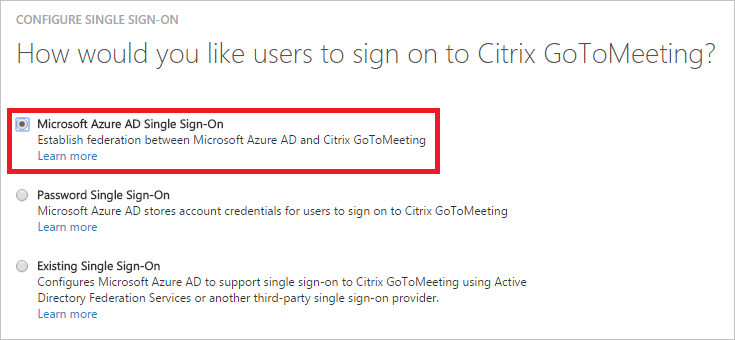 CONFIGURE SINGLE SIGN-ON
How would you like users to sign on to Citrix GoToMeeting?
Microsoft Azure AD Single Sign-On
Establish federation between Microsoft Azure AD and Citrix GoToMeeting
Learn more
Password Single Sign-On
Microsoft Azure AD stores account credentials for users to sign on to Citrix GoToMeeting
Learn more
Existing Single Sign-On
Configures Microsoft Azure AD to support single sign-on to Citrix GoToMeeting using Active
Directory Federation Services or another third-party single sign-on provider.
Learn more